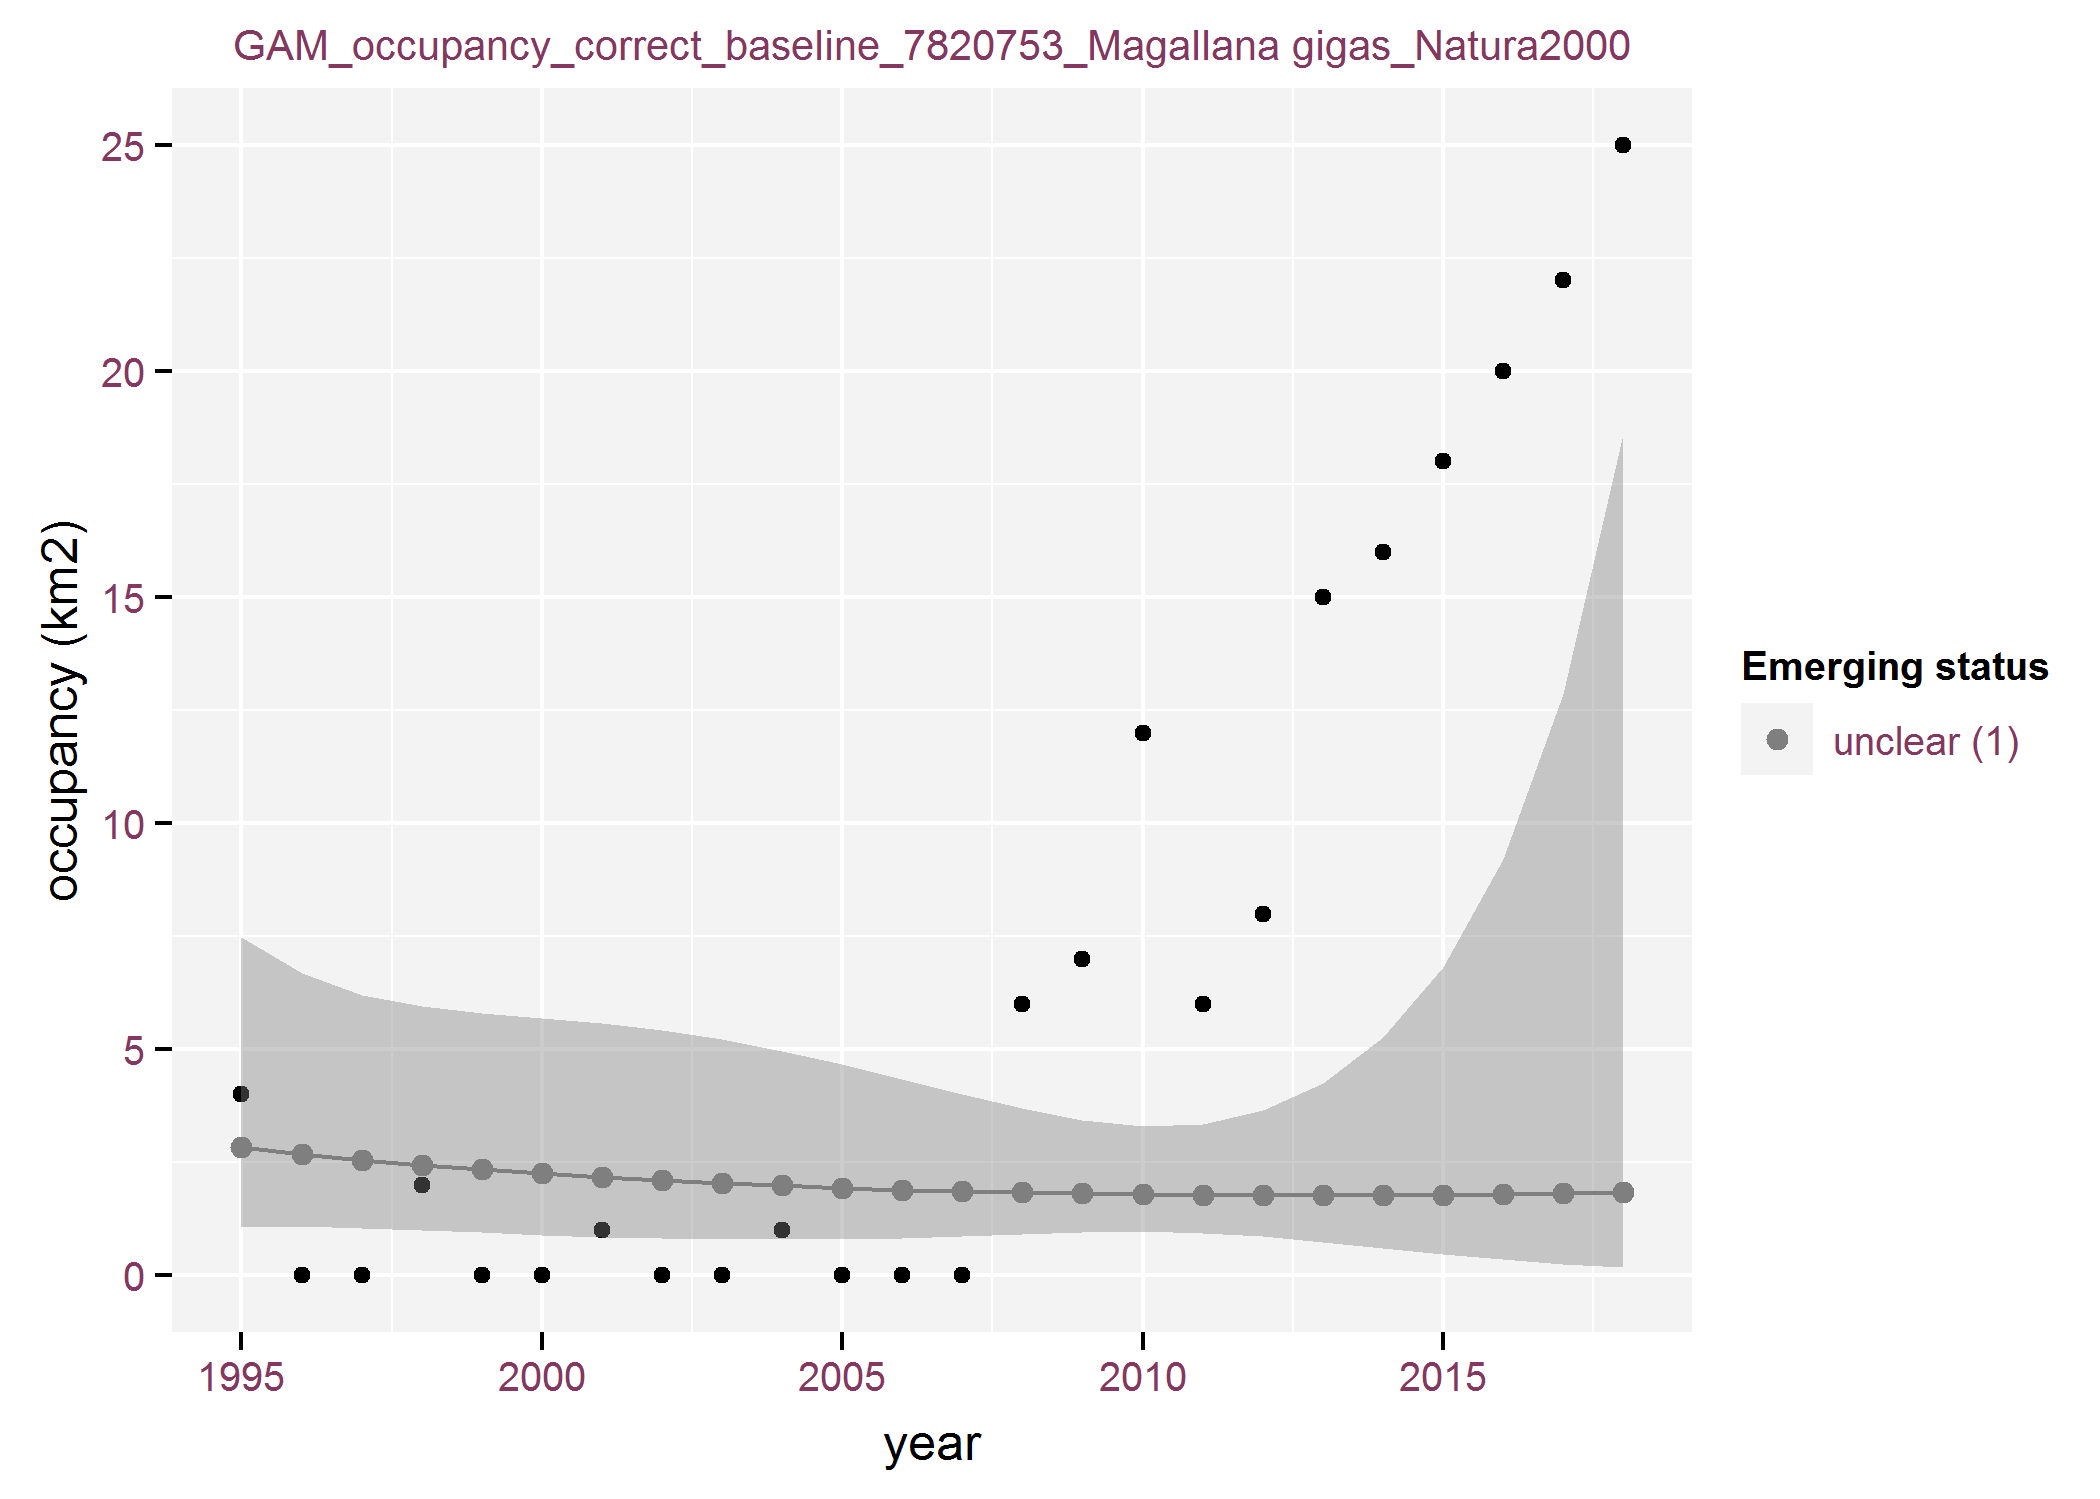 GAM_occupancy_correct_baseline_7820753_Magallana gigas_Natura2000
25
20
15
10
5
0
occupancy (km2)
1995 2000 2005 2010 2015
year
Emerging status
unclear (1)